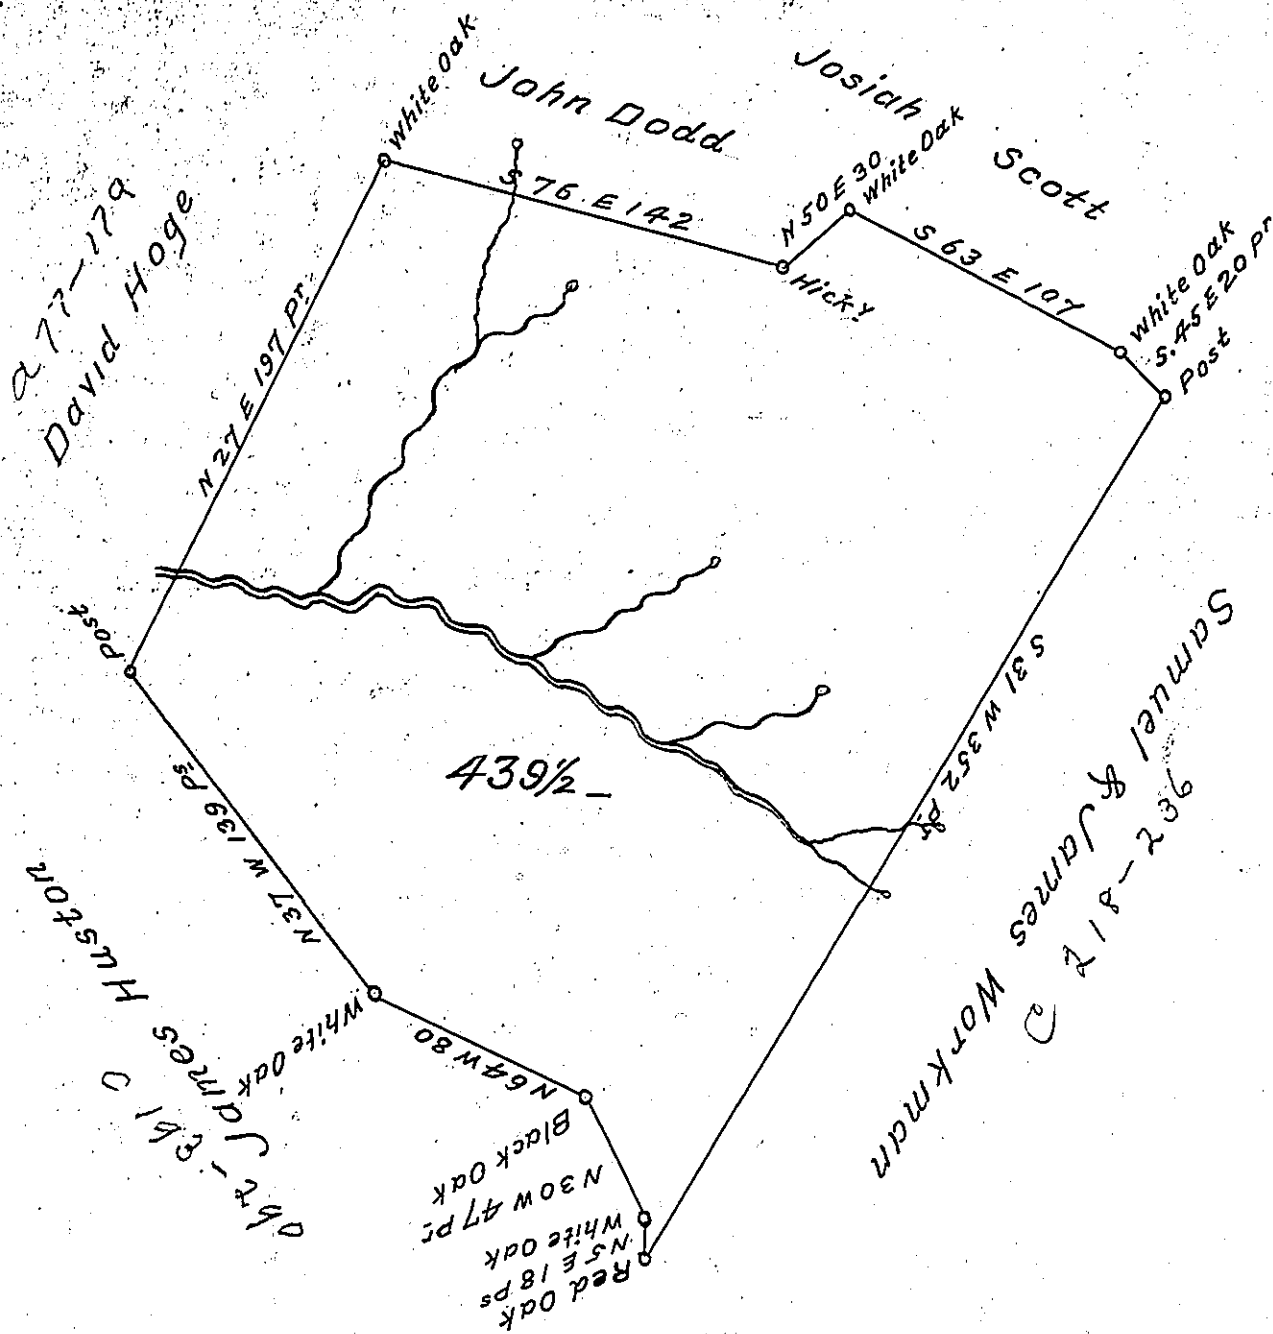 a 77-179
David Hoge
N 27 E 197 Pr.
White Oak
John Dodd
S 76. E 142
Hick.y
N 50 E 30
White Oak
Josiah
Scott
S 63 E 107
White Oak
S. 45 E 20 Pr
Post
S 31 W 352 Pr
Samuel
& James Workman
C 218-236
Red Oak
N 5 E 18 Ps
White Oak
N 30 W 47 Pr
Black Oak
N 64 W 80
White Oak
N 37 W 139 Ps
Post
James Huston
C 193-290
439½